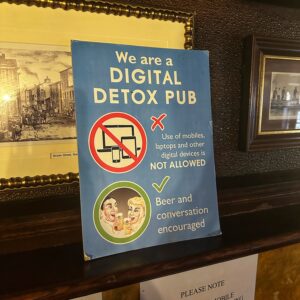 We are a
DIGITAL
DETOX PUB
Use of mobiles,
laptops and other
digital devices is
NOT ALLOWED
Beer and
conversation
encouraged
PLEASE NOTE
MOBILE